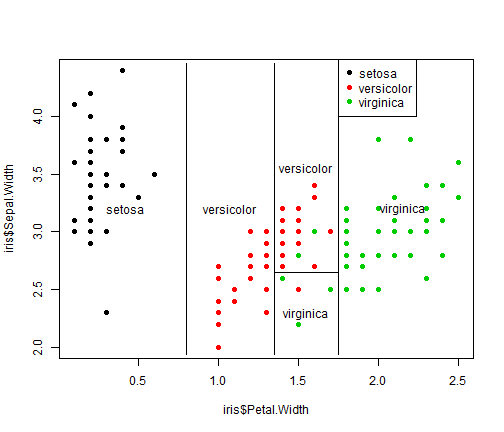 setosa
versicolor
virginica
versicolor
setosa
versicolor
virginica
virginica
iris$Sepal.Width
2.0
2.5
3.0
3.5
4.0
0.5
1.0
1.5
2.0
2.5
iris$Petal.Width